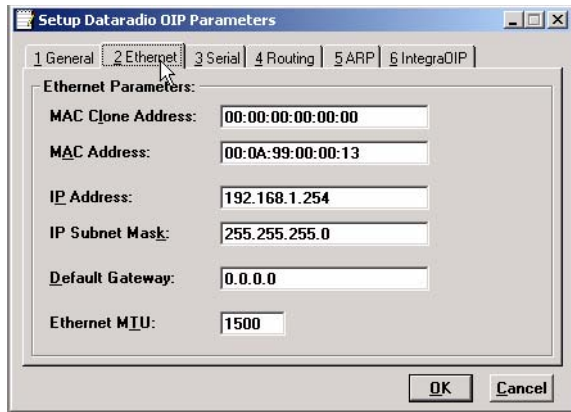 Setup Dataradio OIP Parameters
1 General 2 Ethernet 3 Serial 4 Routing 5 ARP 6 IntegraOIP
Ethernet Parameters:
MAC Clone Address: 00:00:00:00:00:00
MAC Address: 00:0A:99:00:00:13
IP Address: 192.168.1.254
IP Subnet Mask: 255.255.255.0
Default Gateway: 0.0.0.0
Ethernet MTU: 1500
OK Cancel